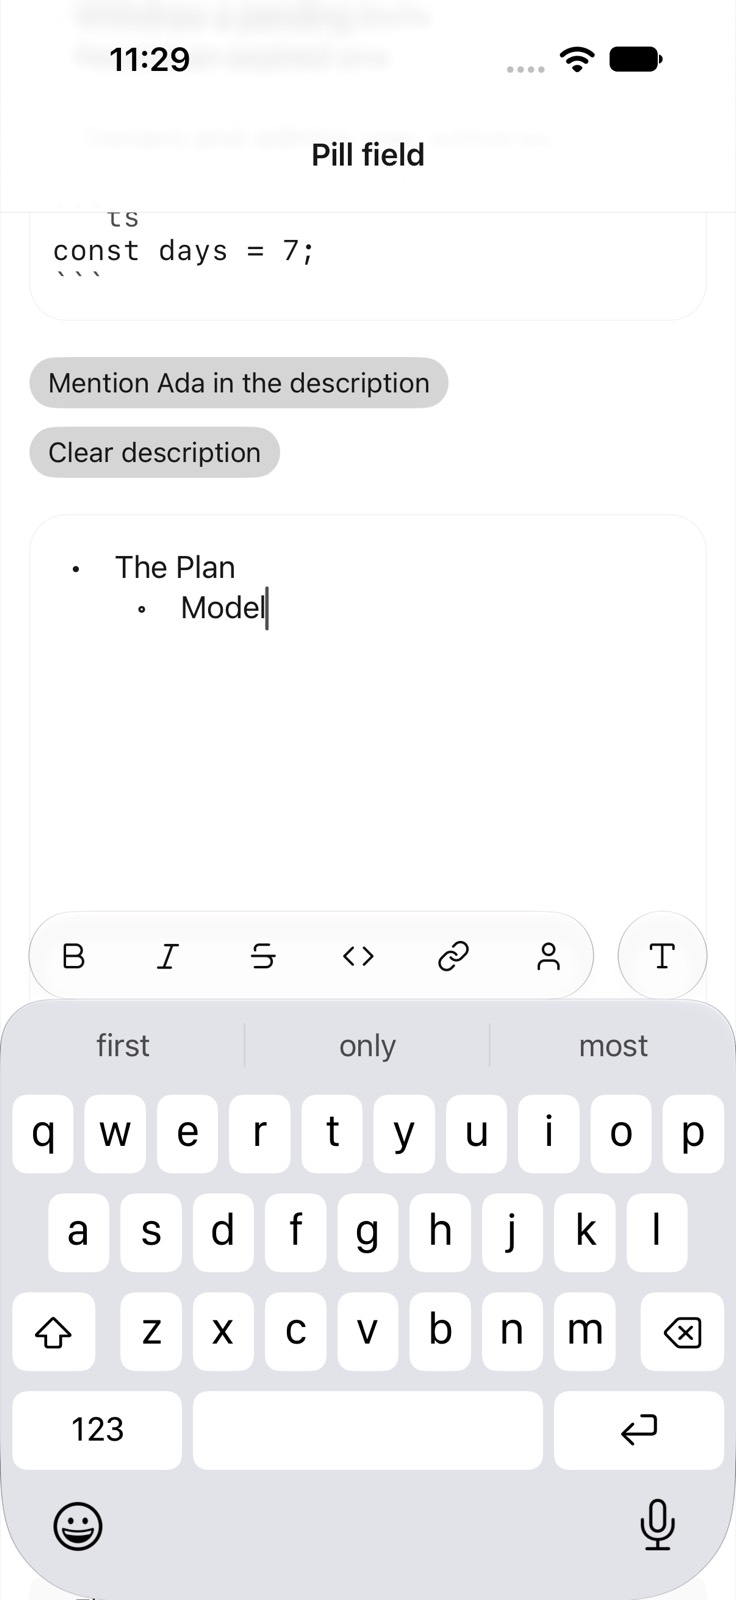 11:29
Pill field
ts
const days = 7;
```
Mention Ada in the description
Clear description
• The Plan
◦ Model
B I S <> T
first only most
q w e r t y u i o p
a s d f g h j k l
z x c v b n m
123